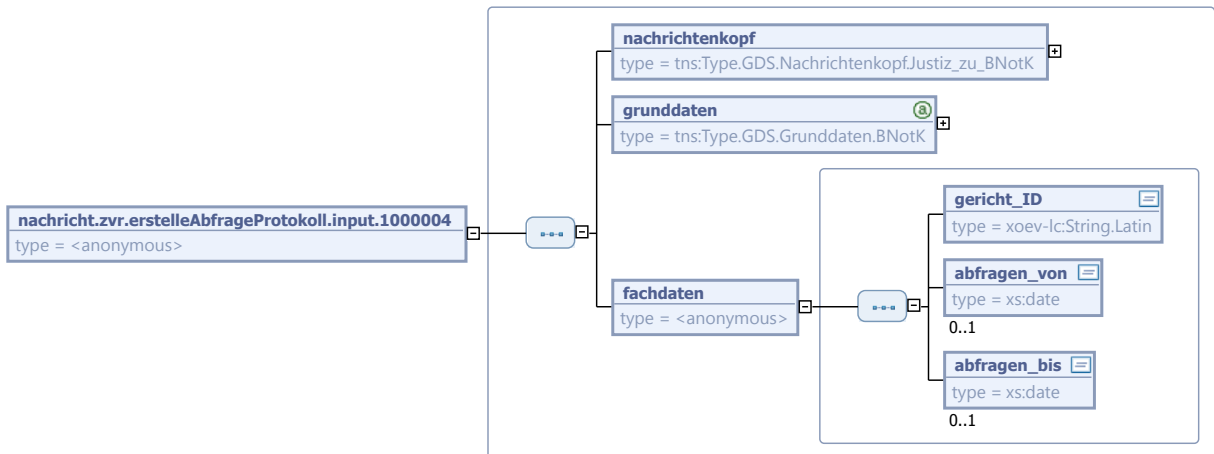 nachrichtenkopf
type = tns:Type.GDS.Nachrichtenkopf.Justiz_zu_BNotK
grunddaten
type = tns:Type.GDS.Grunddaten.BNotK
nachricht.zvr.erstelleAbfrageProtokoll.input.1000004
type = <anonymous>
fachdaten
type = <anonymous>
gericht_ID
type = xoev-lc:String.Latin
abfragen_von
type = xs:date
0..1
abfragen_bis
type = xs:date
0..1